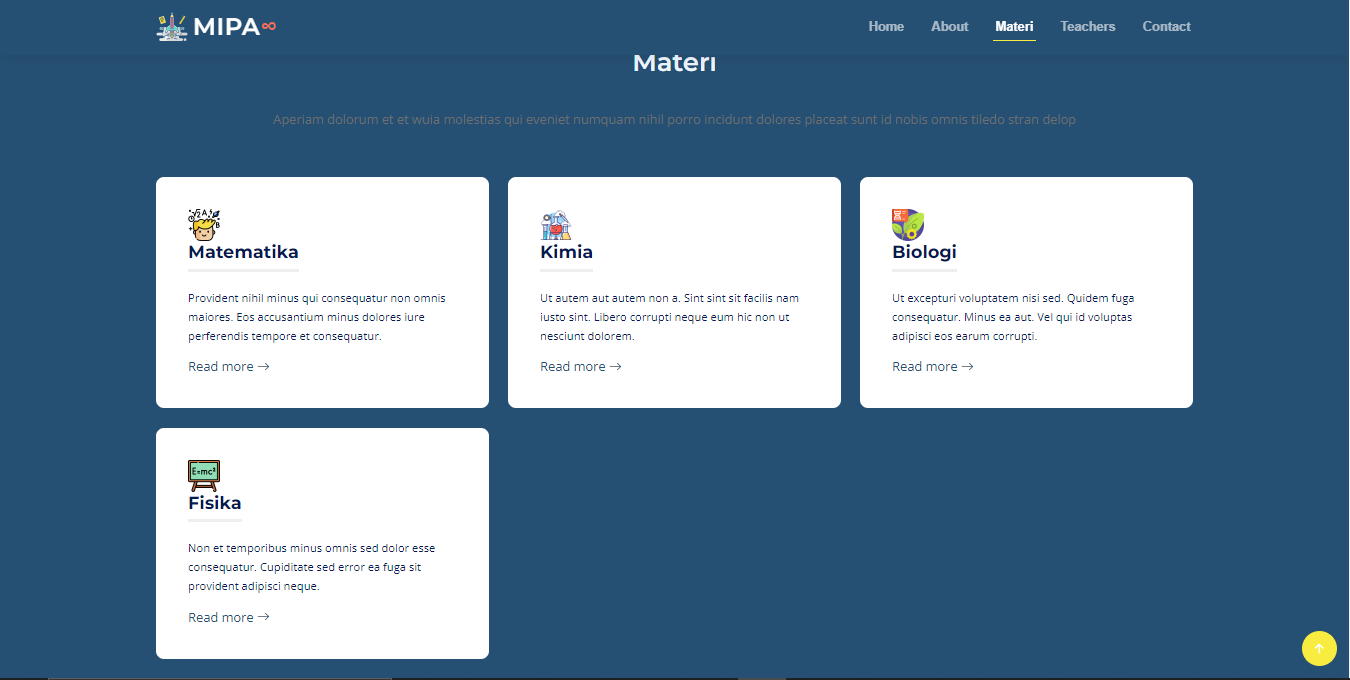 MIPA∞
Home
About
Materi
Teachers
Contact
Materi
Aperiam dolorum et et wuia molestias qui eveniet numquam nihil porro incidunt dolores placeat sunt id nobis omnis tiledo stran delop
Matematika
Provident nihil minus qui consequatur non omnis
maiores. Eos accusantium minus dolores iure
perferendis tempore et consequatur.
Read more →
Kimia
Ut autem aut autem non a. Sint sint sit facilis nam
iusto sint. Libero corrupti neque eum hic non ut
nesciunt dolorem.
Read more →
Biologi
Ut excepturi voluptatem nisi sed. Quidem fuga
consequatur. Minus ea aut. Vel qui id voluptas
adipisci eos earum corrupti.
Read more →
E=mc²
Fisika
Non et temporibus minus omnis sed dolor esse
consequatur. Cupiditate sed error ea fuga sit
provident adipisci neque.
Read more →